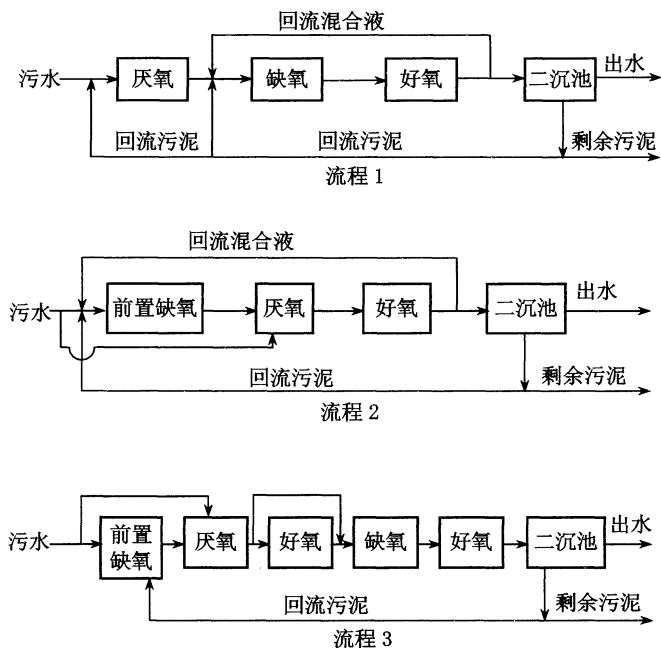 回流混合液
污水
厌氧
缺氧
好氧
二沉池
出水
回流污泥
回流污泥
剩余污泥
流程1
回流混合液
污水
前置缺氧
厌氧
好氧
二沉池
出水
回流污泥
剩余污泥
流程2
污水
前置
缺氧
厌氧
好氧
缺氧
好氧
二沉池
出水
回流污泥
剩余污泥
流程3